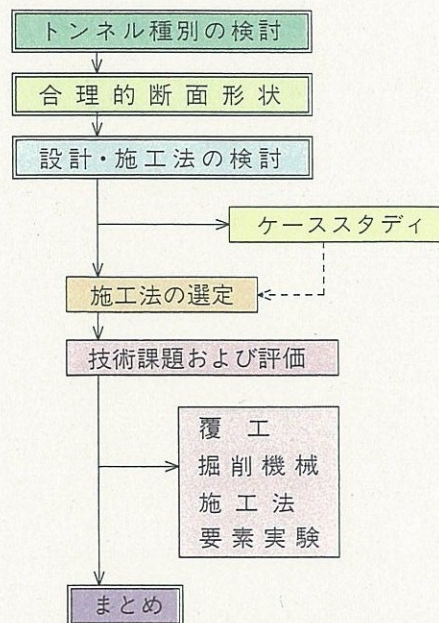 トンネル種別の検討
合理的断面形状
設計・施工法の検討
ケーススタディ
施工法の選定
技術課題および評価
覆工
掘削機械
施工法
要素実験
まとめ